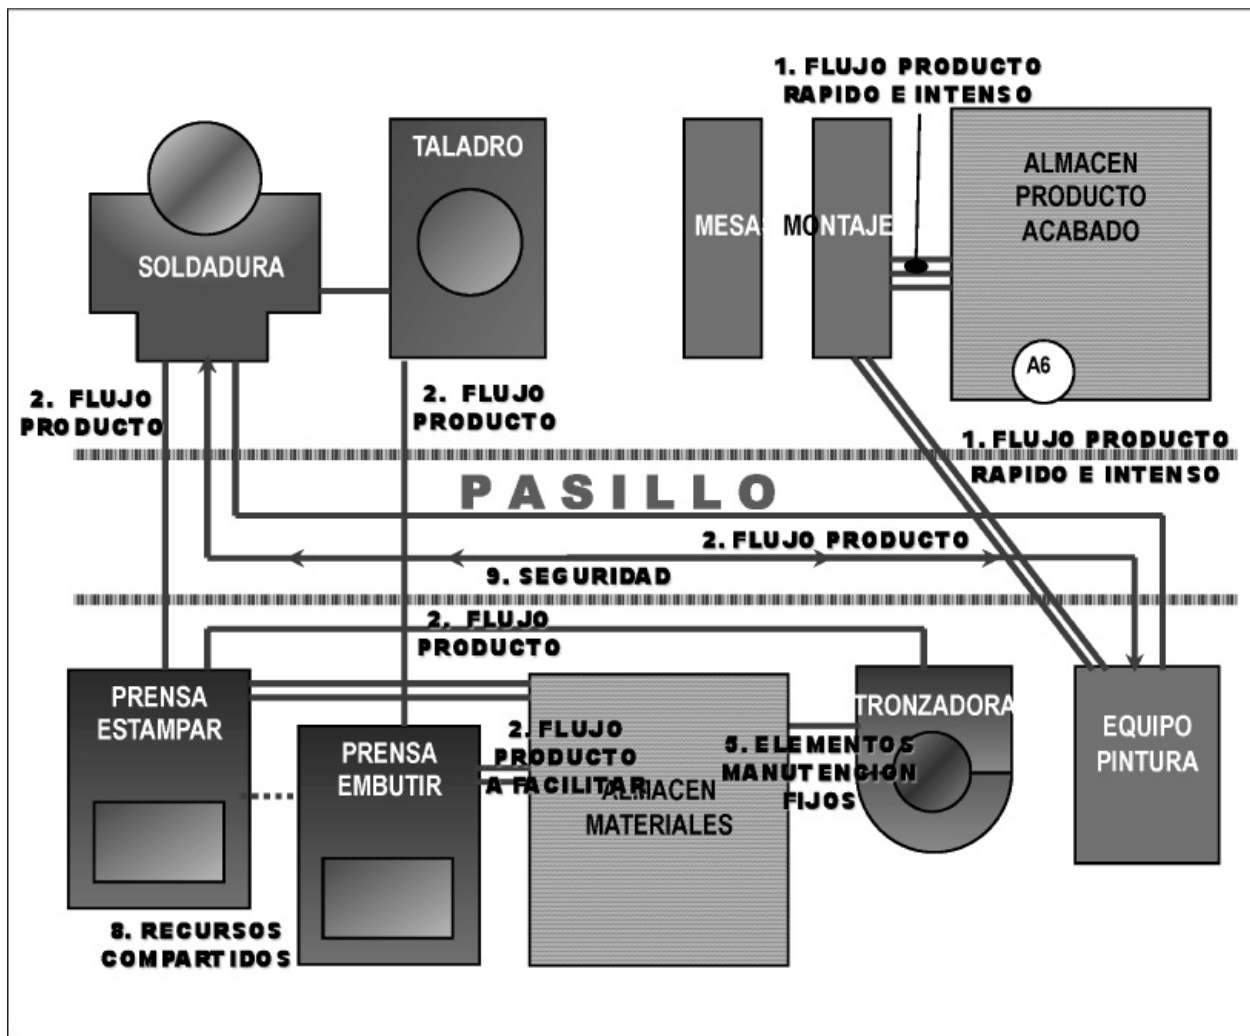 1. FLUJO PRODUCTO
RAPIDO E INTENSO
TALADRO
ALMACEN
PRODUCTO
ACABADO
MESAS
MONTAJE
SOLDADURA
A6
2. FLUJO
PRODUCTO
2. FLUJO
PRODUCTO
1. FLUJO PRODUCTO
RAPIDO E INTENSO
PASILLO
2. FLUJO PRODUCTO
9. SEGURIDAD
2. FLUJO
PRODUCTO
PRENSA
ESTAMPAR
PRENSA
EMBUTIR
2. FLUJO
PRODUCTO
A FACILITAR
ALMACEN
MATERIALES
TRONZADORA
5. ELEMENTOS
MANUTENCION
FIJOS
EQUIPO
PINTURA
8. RECURSOS
COMPARTIDOS